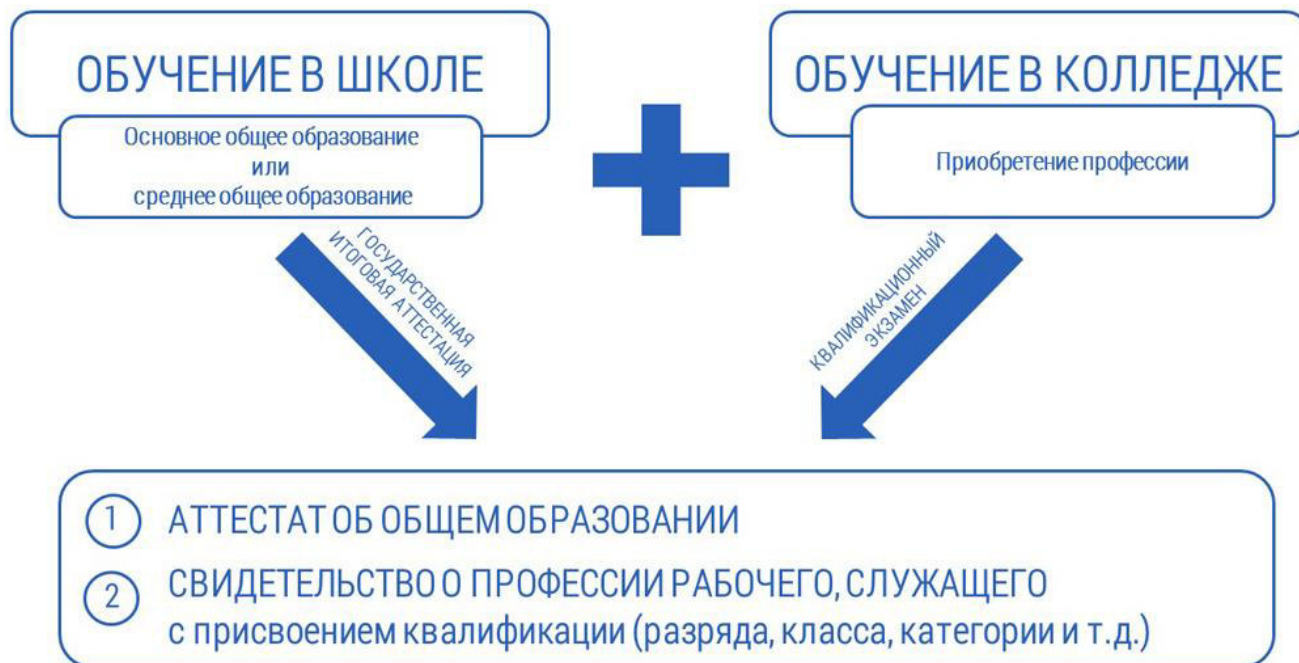 ОБУЧЕНИЕ В ШКОЛЕ
Основное общее образование
или
среднее общее образование
ОБУЧЕНИЕ В КОЛЛЕДЖЕ
Приобретение профессии
ГОСУДАРСТВЕННАЯ
ИТОГОВАЯ АТТЕСТАЦИЯ
КВАЛИФИКАЦИОННЫЙ
ЭКЗАМЕН
1 АТТЕСТАТ ОБ ОБЩЕМ ОБРАЗОВАНИИ
2 СВИДЕТЕЛЬСТВО О ПРОФЕССИИ РАБОЧЕГО, СЛУЖАЩЕГО
с присвоением квалификации (разряда, класса, категории и т.д.)